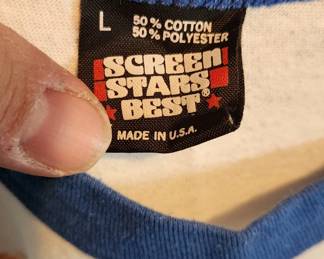 L
50% COTTON
50% POLYESTER
SCREEN
STARS
BEST®
MADE IN U.S.A.